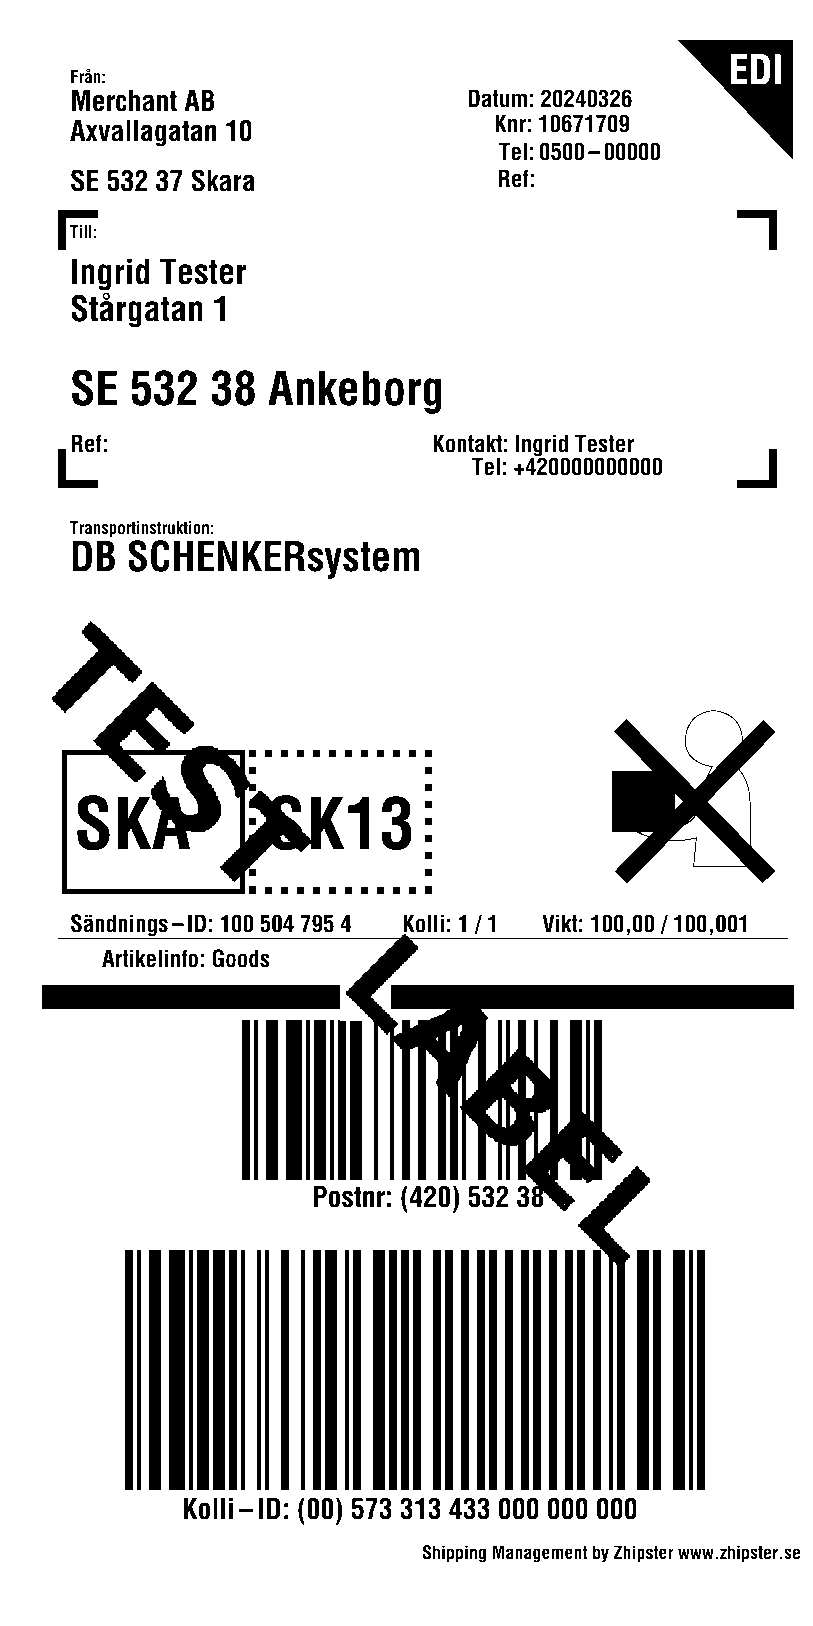 EDI
Från:
Merchant AB
Axvallagatan 10
SE 532 37 Skara
Datum: 20240326
Knr: 10671709
Tel: 0500-00000
Ref:
Till:
Ingrid Tester
Stårgatan 1
SE 532 38 Ankeborg
Ref:
Kontakt: Ingrid Tester
Tel: +420000000000
Transportinstruktion:
DB SCHENKERsystem
TEST LABEL
SKA SK13
Sändnings-ID: 100 504 795 4 Kolli: 1 / 1 Vikt: 100,00 / 100,001
Artikelinfo: Goods
Postnr: (420) 532 38
Kolli-ID: (00) 573 313 433 000 000 000
Shipping Management by Zhipster www.zhipster.se